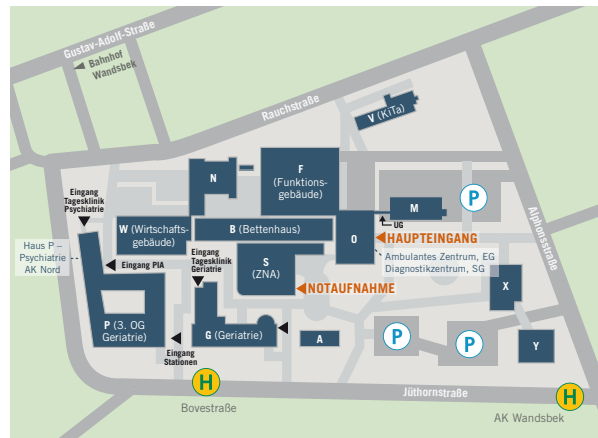 Gustav-Adolf-Straße
Bahnhof
Wandsbek
Rauchstraße
V (KiTa)
Alphonsstraße
N
F
(Funktions-
gebäude)
M
P
UG
Eingang
Tagesklinik
Psychiatrie
W (Wirtschafts-
gebäude)
B (Bettenhaus)
O
HAUPTEINGANG
Haus P –
Psychiatrie
AK Nord
Eingang PIA
Eingang
Tagesklinik
Geriatrie
S
(ZNA)
Ambulantes Zentrum, EG
Diagnostikzentrum, SG
NOTAUFNAHME
X
P (3. OG
Geriatrie)
G (Geriatrie)
A
P
P
Y
Eingang
Stationen
H
Bovestraße
Jüthornstraße
H
AK Wandsbek